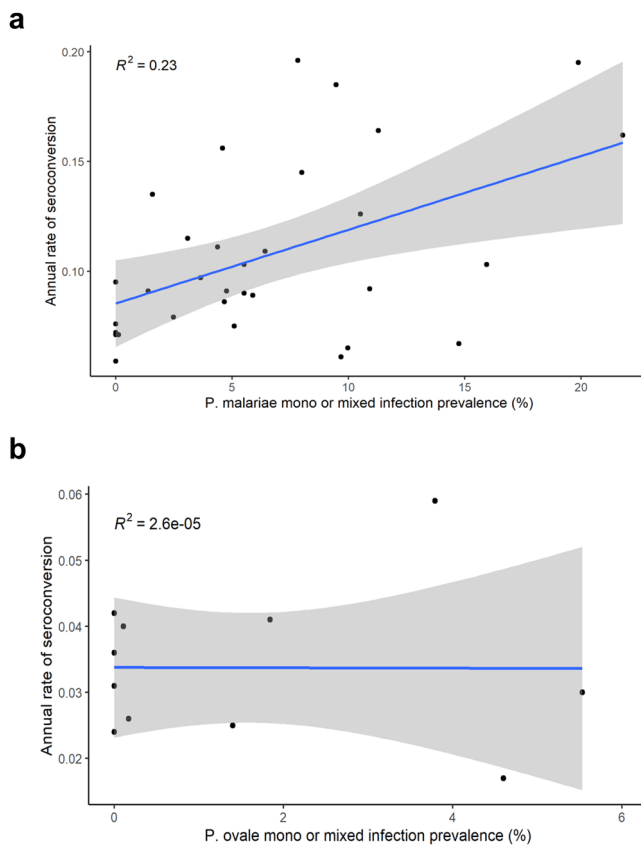 a
0.20
R² = 0.23
0.15
Annual rate of seroconversion
0.10
0 5 10 15 20
P. malariae mono or mixed infection prevalence (%)
b
0.06
R² = 2.6e-05
0.05
Annual rate of seroconversion
0.04
0.03
0.02
0 2 4 6
P. ovale mono or mixed infection prevalence (%)